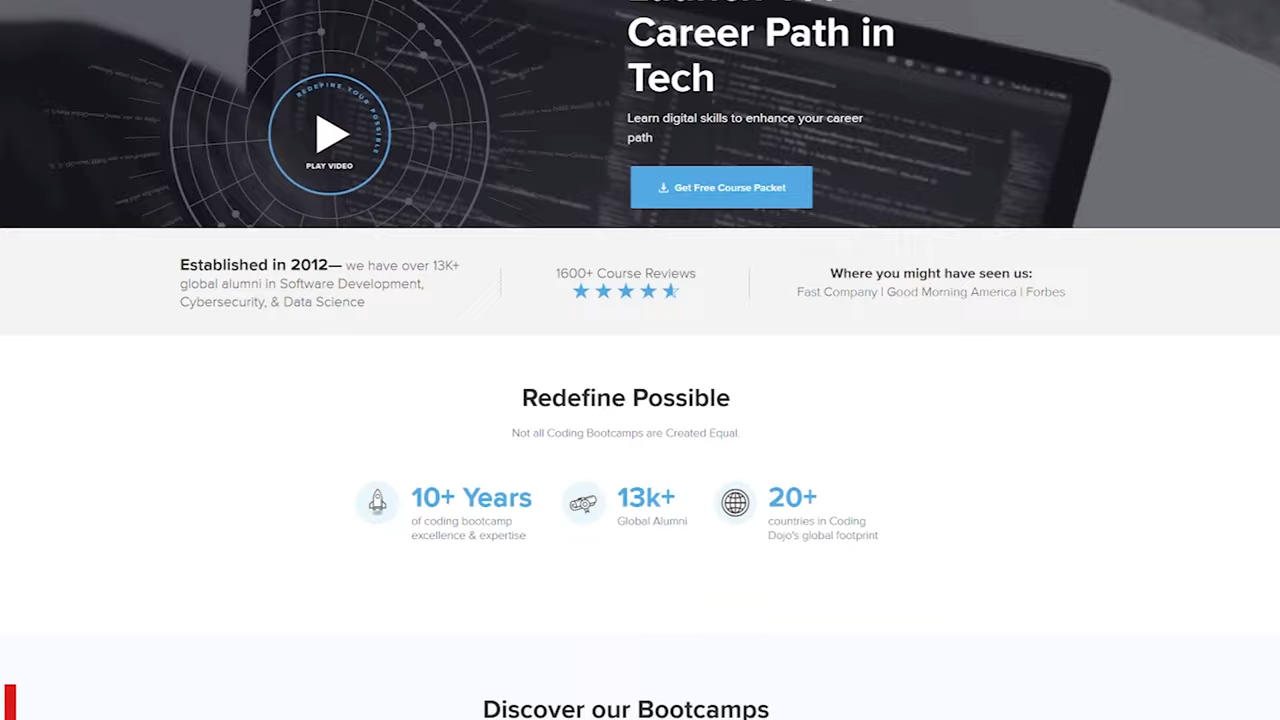 Career Path in
Tech
Learn digital skills to enhance your career
path
REDEFINE YOUR POSSIBLE
PLAY VIDEO
Get Free Course Packet
Established in 2012— we have over 13K+
global alumni in Software Development,
Cybersecurity, & Data Science
1600+ Course Reviews
Where you might have seen us:
Fast Company | Good Morning America | Forbes
Redefine Possible
Not all Coding Bootcamps are Created Equal.
10+ Years
of coding bootcamp
excellence & expertise
13k+
Global Alumni
20+
countries in Coding
Dojo's global footprint
Discover our Bootcamps